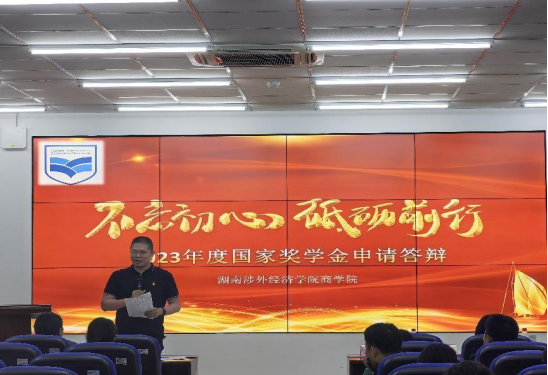 不忘初心 砥砺前行
023年度国家奖学金申请答辩
湖南涉外经济学院商学院